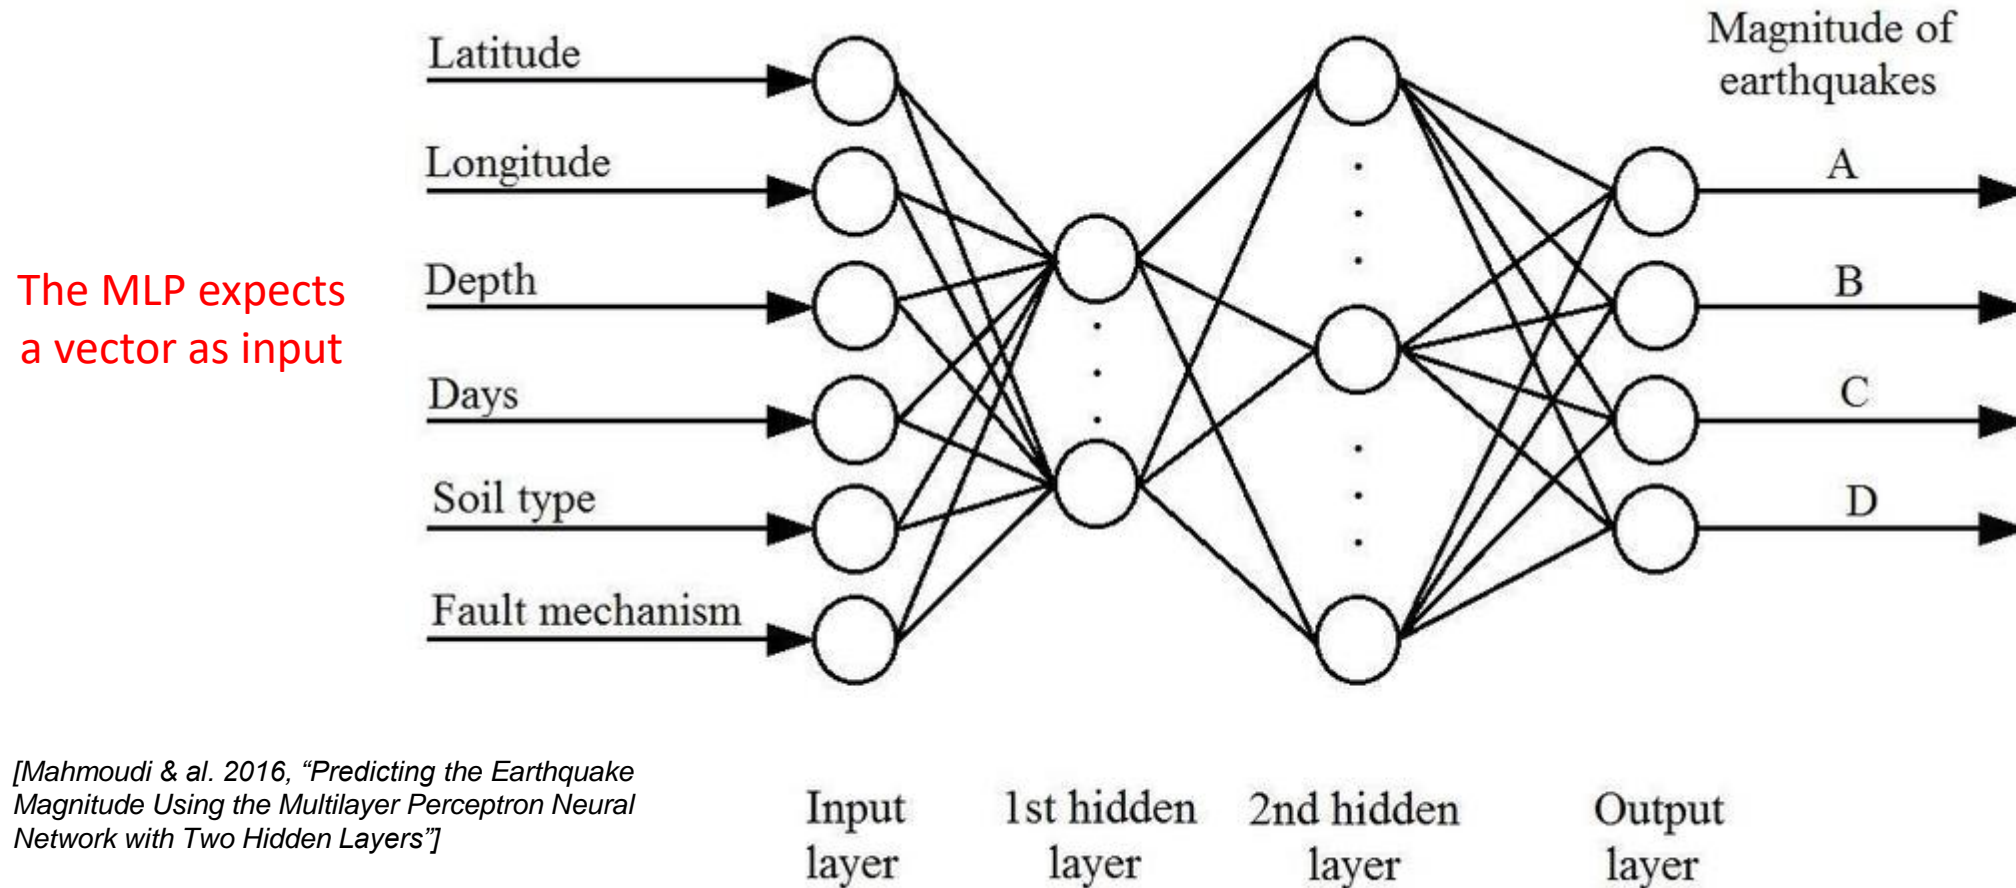 Latitude
Longitude
Depth
Days
Soil type
Fault mechanism
The MLP expects
a vector as input
Magnitude of
earthquakes
A
B
C
D
Input
layer
1st hidden
layer
2nd hidden
layer
Output
layer
[Mahmoudi & al. 2016, “Predicting the Earthquake
Magnitude Using the Multilayer Perceptron Neural
Network with Two Hidden Layers”]